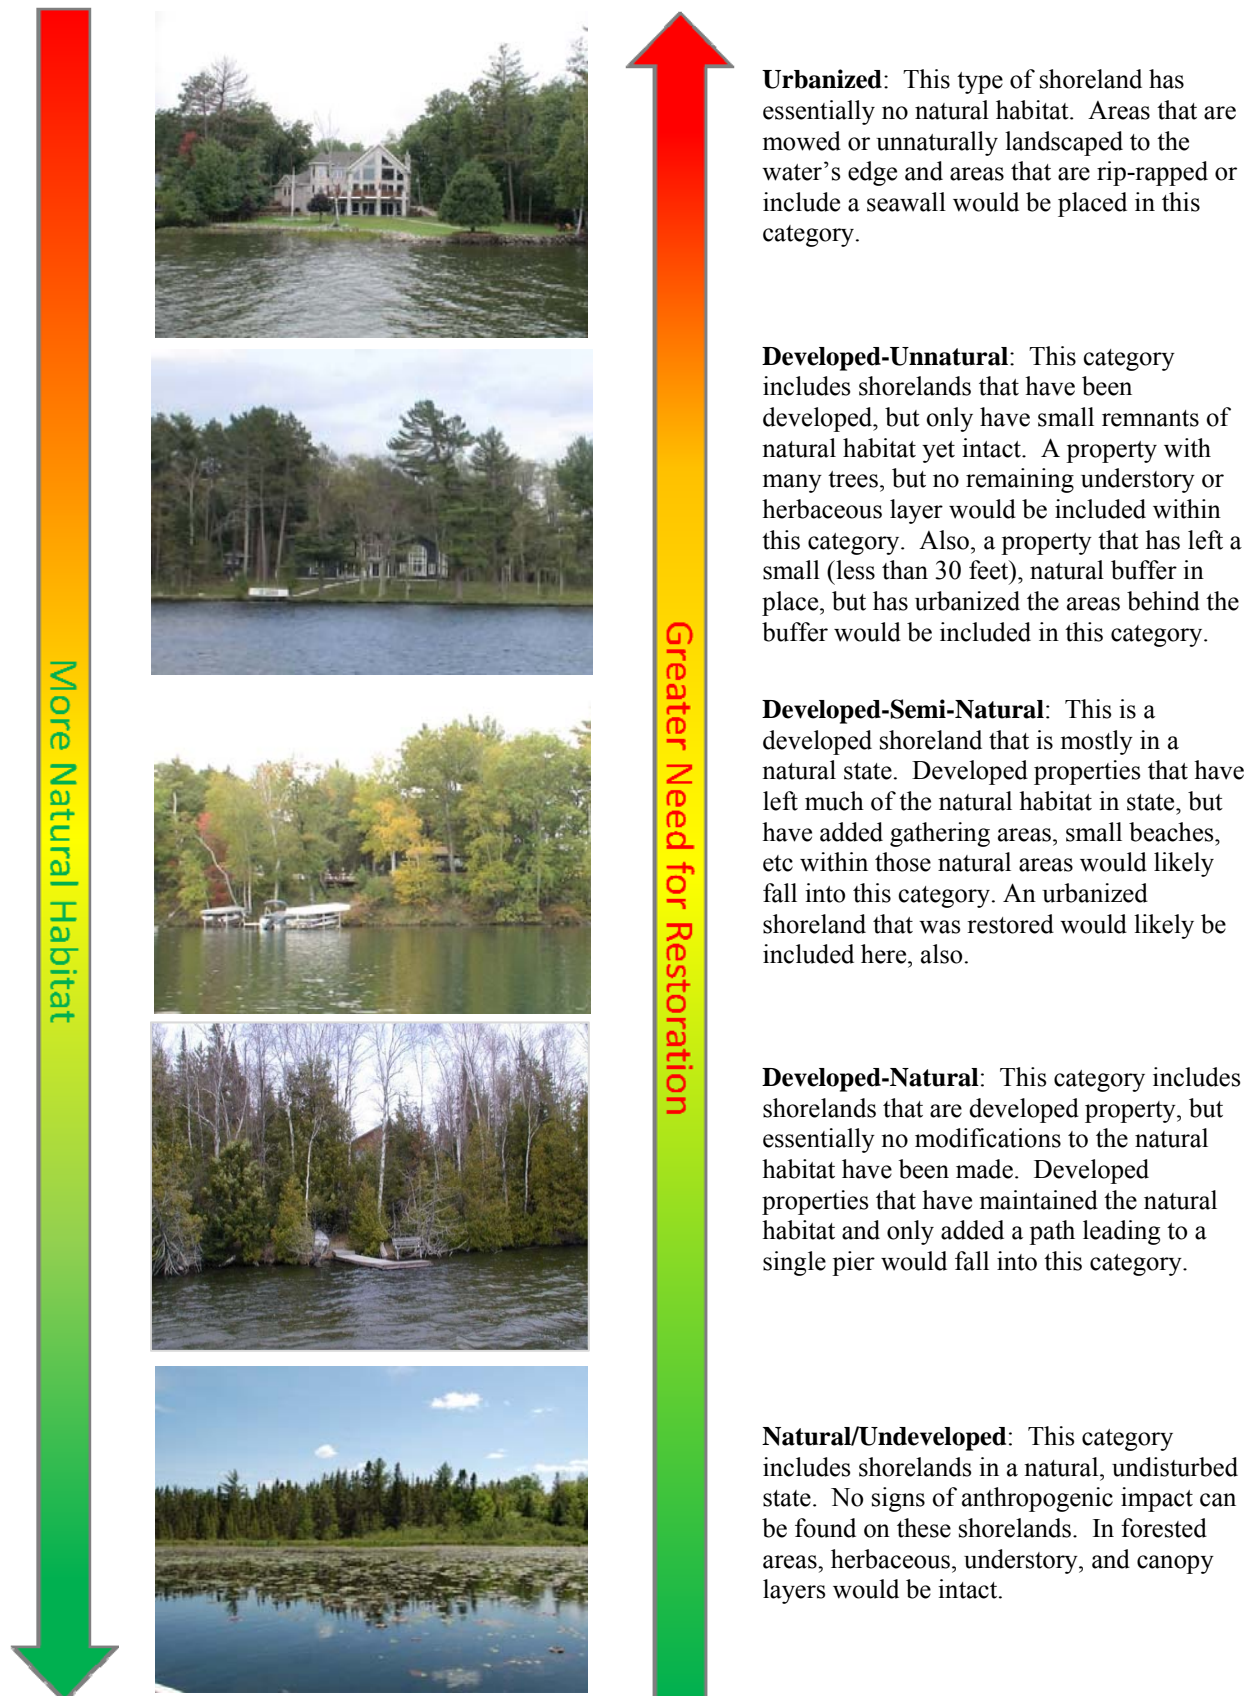 Urbanized:  This type of shoreland has
essentially no natural habitat.  Areas that are
mowed or unnaturally landscaped to the
water's edge and areas that are rip-rapped or
include a seawall would be placed in this
category.
Developed-Unnatural:  This category
includes shorelands that have been
developed, but only have small remnants of
natural habitat yet intact.  A property with
many trees, but no remaining understory or
herbaceous layer would be included within
this category.  Also, a property that has left a
small (less than 30 feet), natural buffer in
place, but has urbanized the areas behind the
buffer would be included in this category.
More Natural Habitat
Greater Need for Restoration
Developed-Semi-Natural:  This is a
developed shoreland that is mostly in a
natural state.  Developed properties that have
left much of the natural habitat in state, but
have added gathering areas, small beaches,
etc within those natural areas would likely
fall into this category. An urbanized
shoreland that was restored would likely be
included here, also.
Developed-Natural:  This category includes
shorelands that are developed property, but
essentially no modifications to the natural
habitat have been made.  Developed
properties that have maintained the natural
habitat and only added a path leading to a
single pier would fall into this category.
Natural/Undeveloped:  This category
includes shorelands in a natural, undisturbed
state.  No signs of anthropogenic impact can
be found on these shorelands.  In forested
areas, herbaceous, understory, and canopy
layers would be intact.